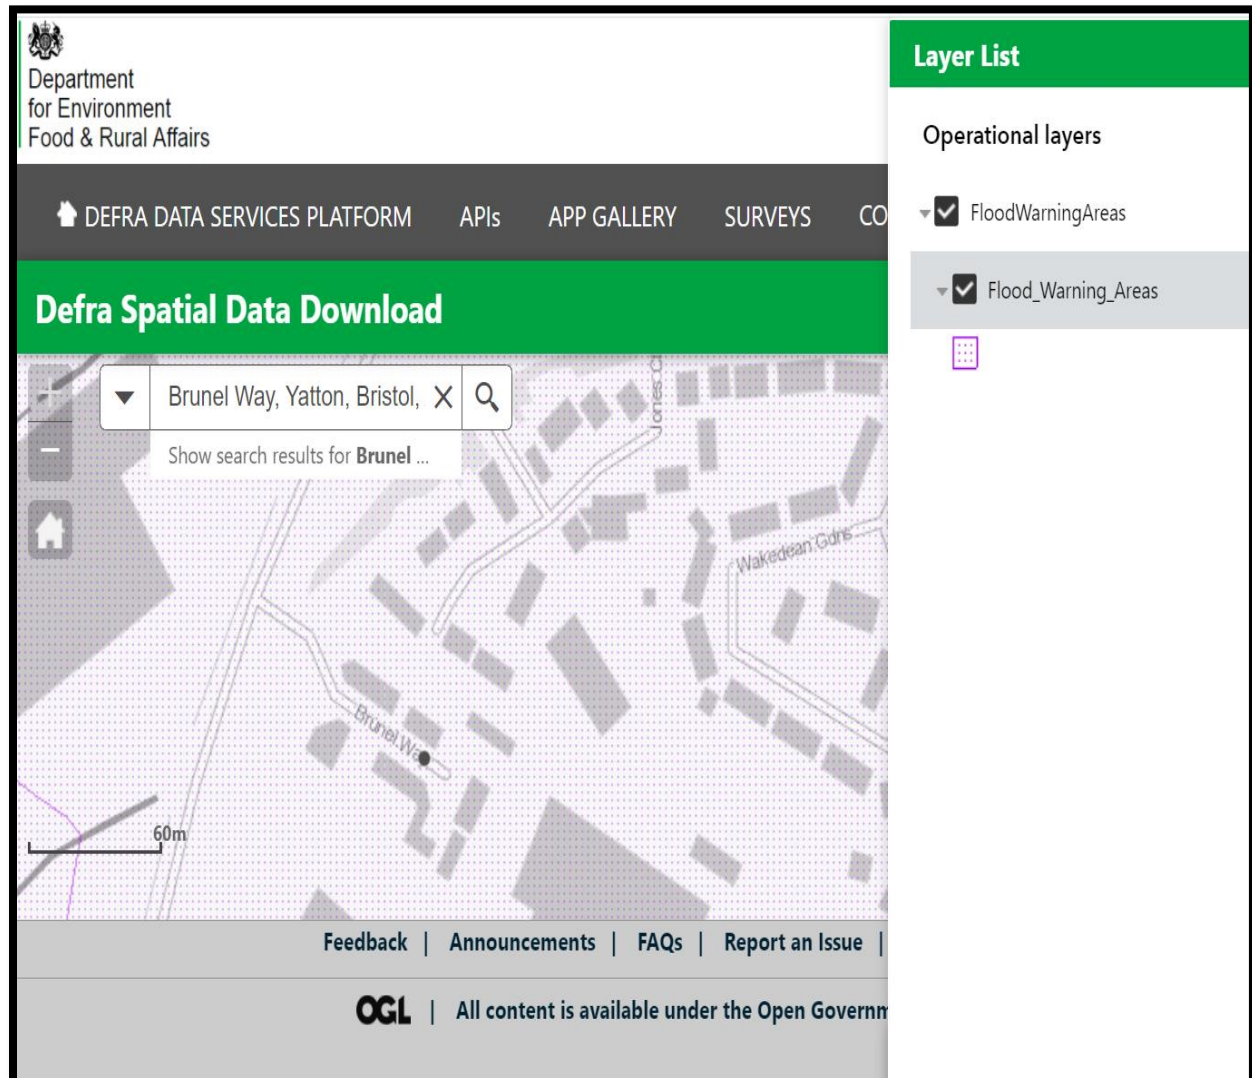 Department
for Environment
Food & Rural Affairs
DEFRA DATA SERVICES PLATFORM APIs APP GALLERY SURVEYS CO
Defra Spatial Data Download
Brunel Way, Yatton, Bristol,
Show search results for Brunel ...
Jones C
Wakedean Gdns
Brunel Way
60m
Feedback | Announcements | FAQs | Report an Issue |
OGL | All content is available under the Open Governm
Layer List
Operational layers
FloodWarningAreas
Flood_Warning_Areas